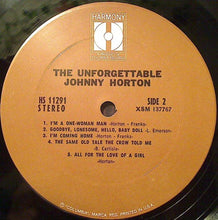 HARMONY
THE UNFORGETTABLE
JOHNNY HORTON
HS 11291
STEREO
SIDE 2
XSM 137767
1. I'M A ONE-WOMAN MAN -Horton - Franks-
2. GOODBYE, LONESOME, HELLO, BABY DOLL -L. Emerson-
3. I'M COMING HOME -Horton - Franks-
4. THE SAME OLD TALE THE CROW TOLD ME
-B. Carlisle-
5. ALL FOR THE LOVE OF A GIRL
-Horton-